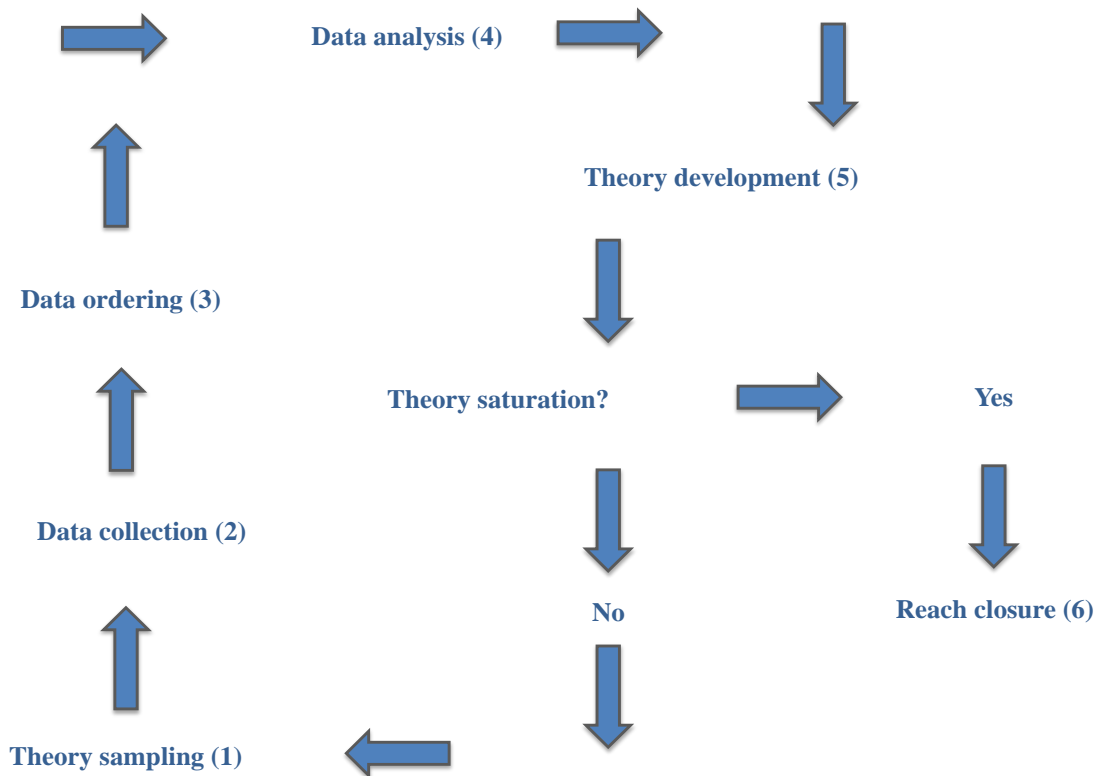 Data analysis (4)
Theory development (5)
Data ordering (3)
Theory saturation?
Yes
Data collection (2)
No
Reach closure (6)
Theory sampling (1)